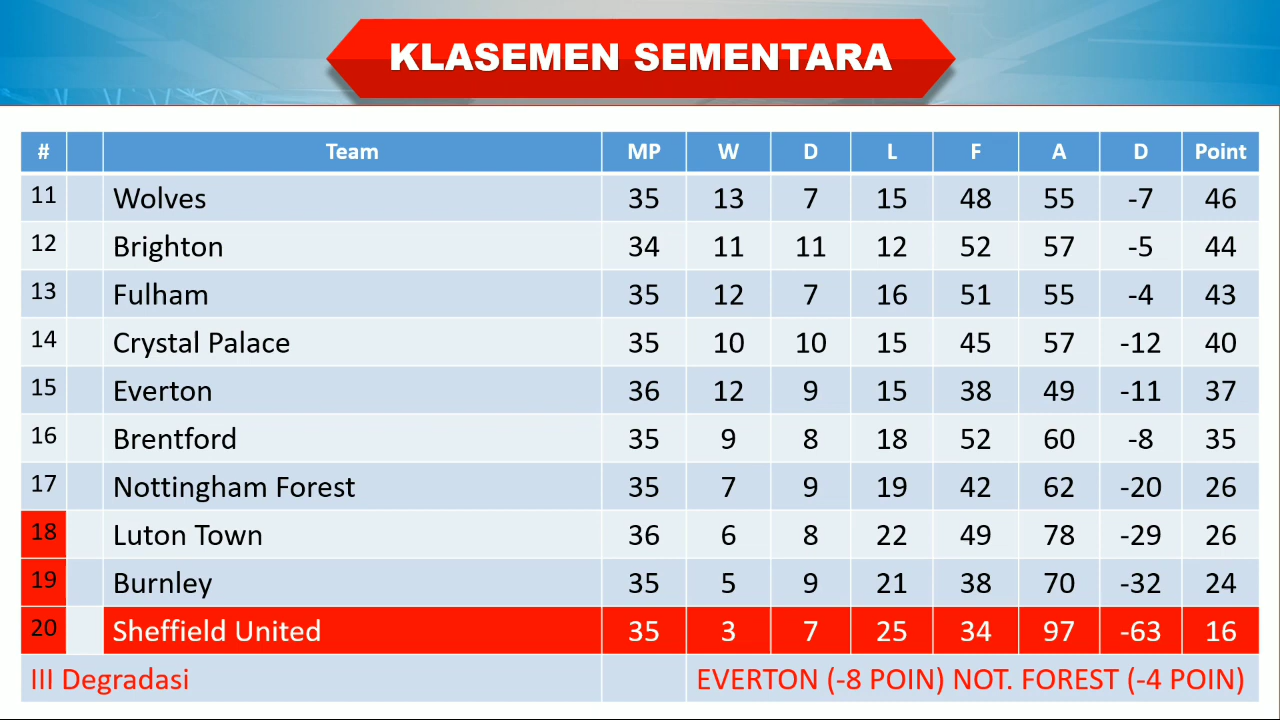 KLASEMEN SEMENTARA
# Team MP W D L F A D Point
11 Wolves 35 13 7 15 48 55 -7 46
12 Brighton 34 11 11 12 52 57 -5 44
13 Fulham 35 12 7 16 51 55 -4 43
14 Crystal Palace 35 10 10 15 45 57 -12 40
15 Everton 36 12 9 15 38 49 -11 37
16 Brentford 35 9 8 18 52 60 -8 35
17 Nottingham Forest 35 7 9 19 42 62 -20 26
18 Luton Town 36 6 8 22 49 78 -29 26
19 Burnley 35 5 9 21 38 70 -32 24
20 Sheffield United 35 3 7 25 34 97 -63 16
III Degradasi EVERTON (-8 POIN) NOT. FOREST (-4 POIN)